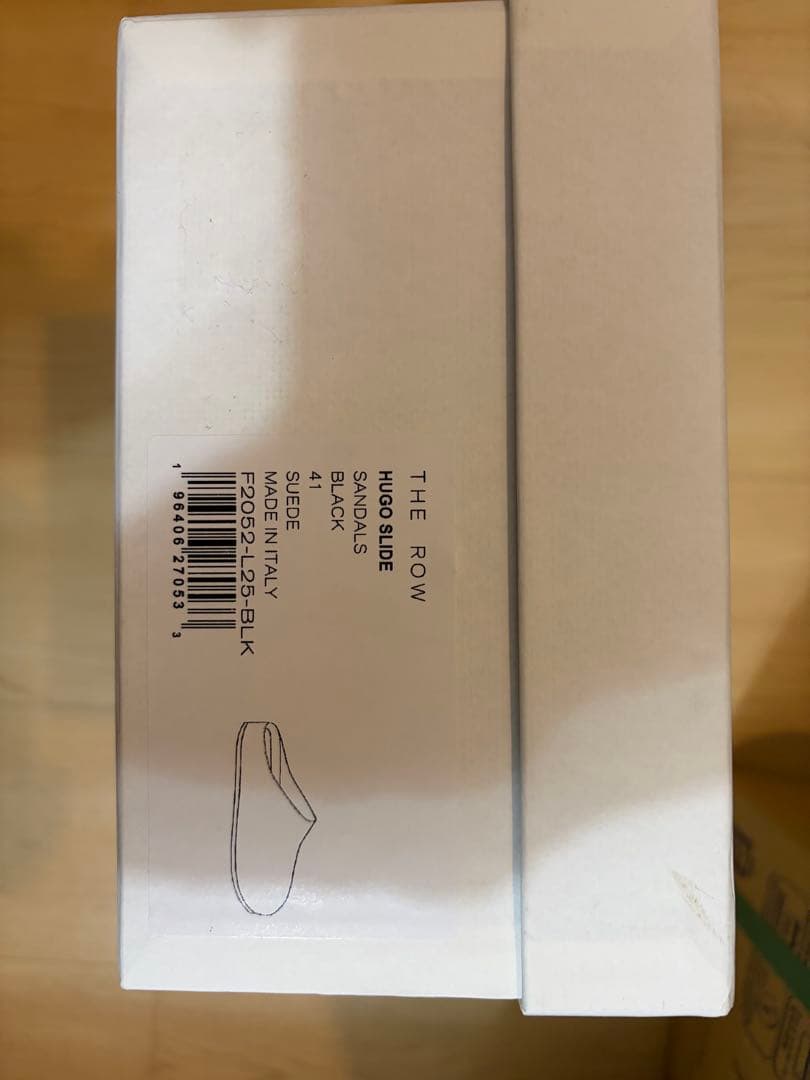 THE ROW
HUGO SLIDE
SANDALS
BLACK
41
SUEDE
MADE IN ITALY
F2052-L25-BLK
1 96406 27053 3